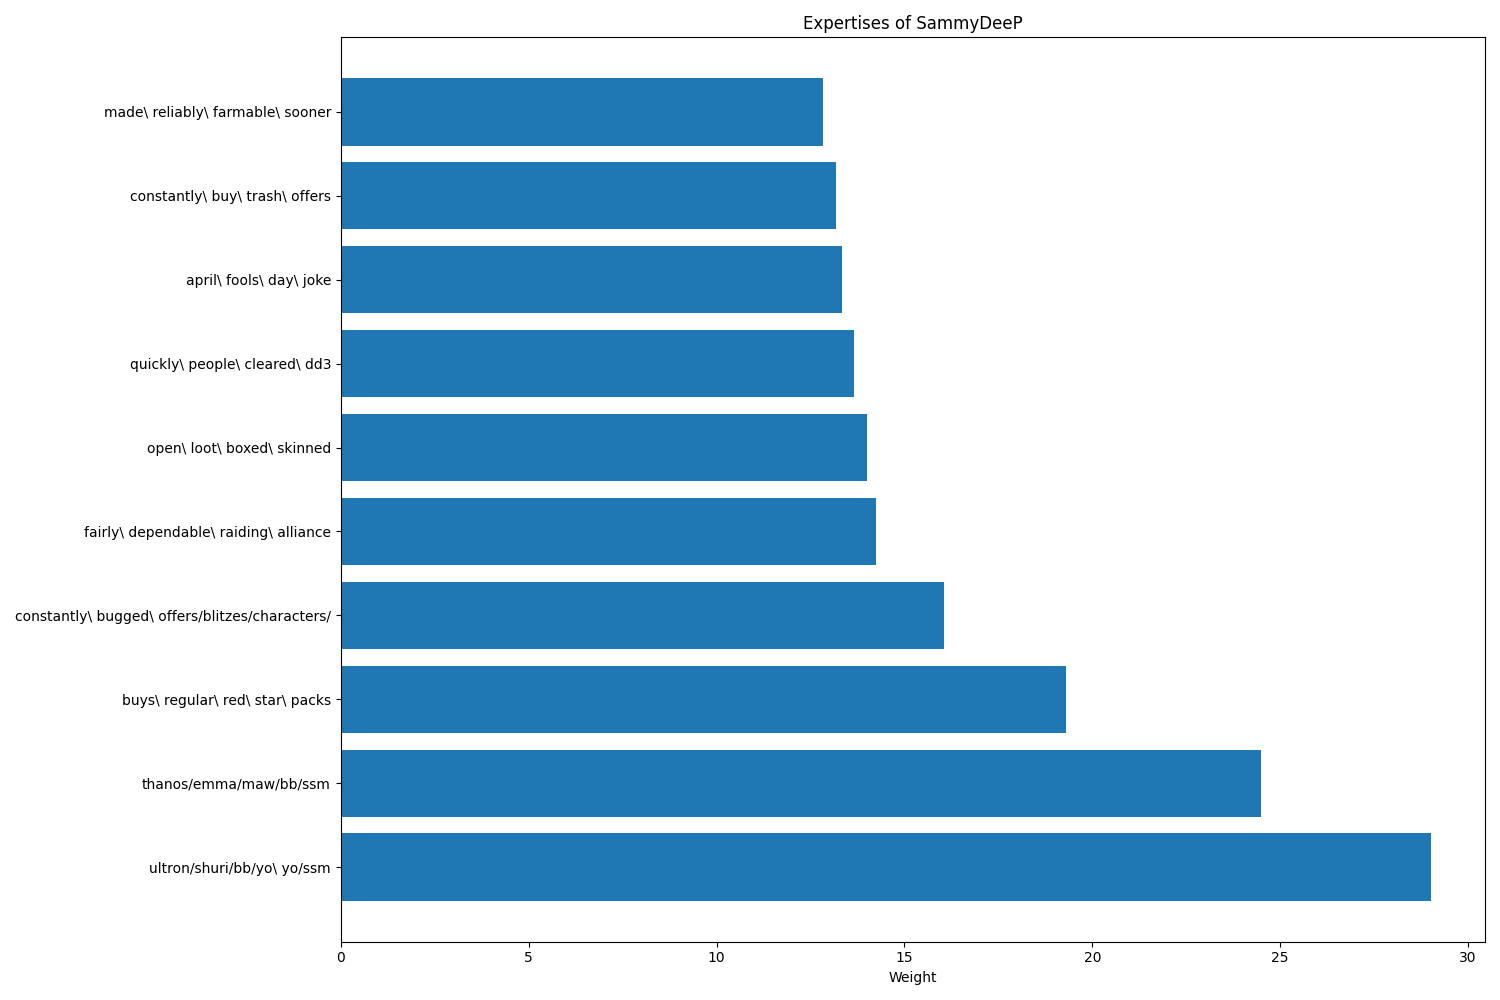 Expertises of SammyDeeP
made\ reliably\ farmable\ sooner
constantly\ buy\ trash\ offers
april\ fools\ day\ joke
quickly\ people\ cleared\ dd3
open\ loot\ boxed\ skinned
fairly\ dependable\ raiding\ alliance
constantly\ bugged\ offers/blitzes/characters/
buys\ regular\ red\ star\ packs
thanos/emma/maw/bb/ssm
ultron/shuri/bb/yo\ yo/ssm
0 5 10 15 20 25 30
Weight